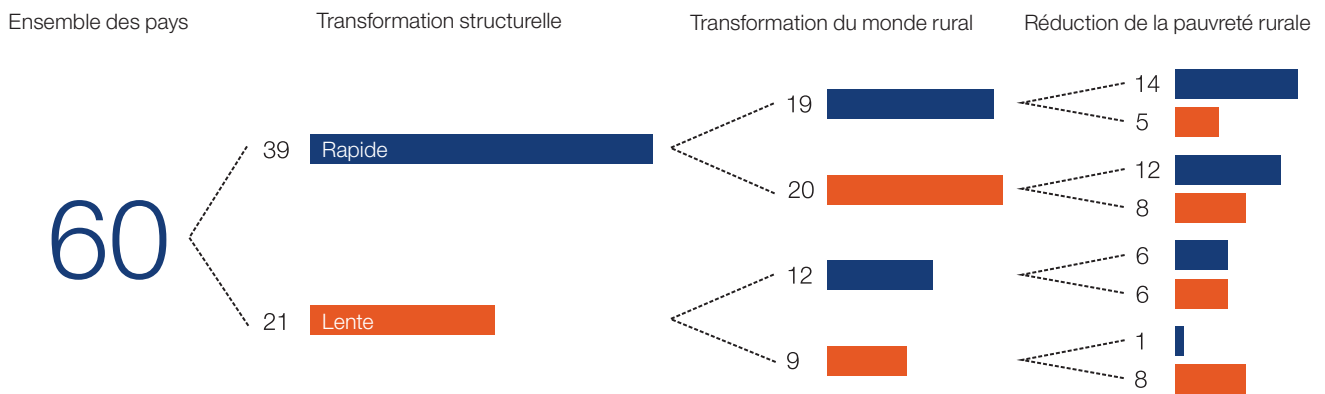 Ensemble des pays
Transformation structurelle
Transformation du monde rural
Réduction de la pauvreté rurale
60
39
Rapide
21
Lente
19
20
12
9
14
5
12
8
6
6
1
8